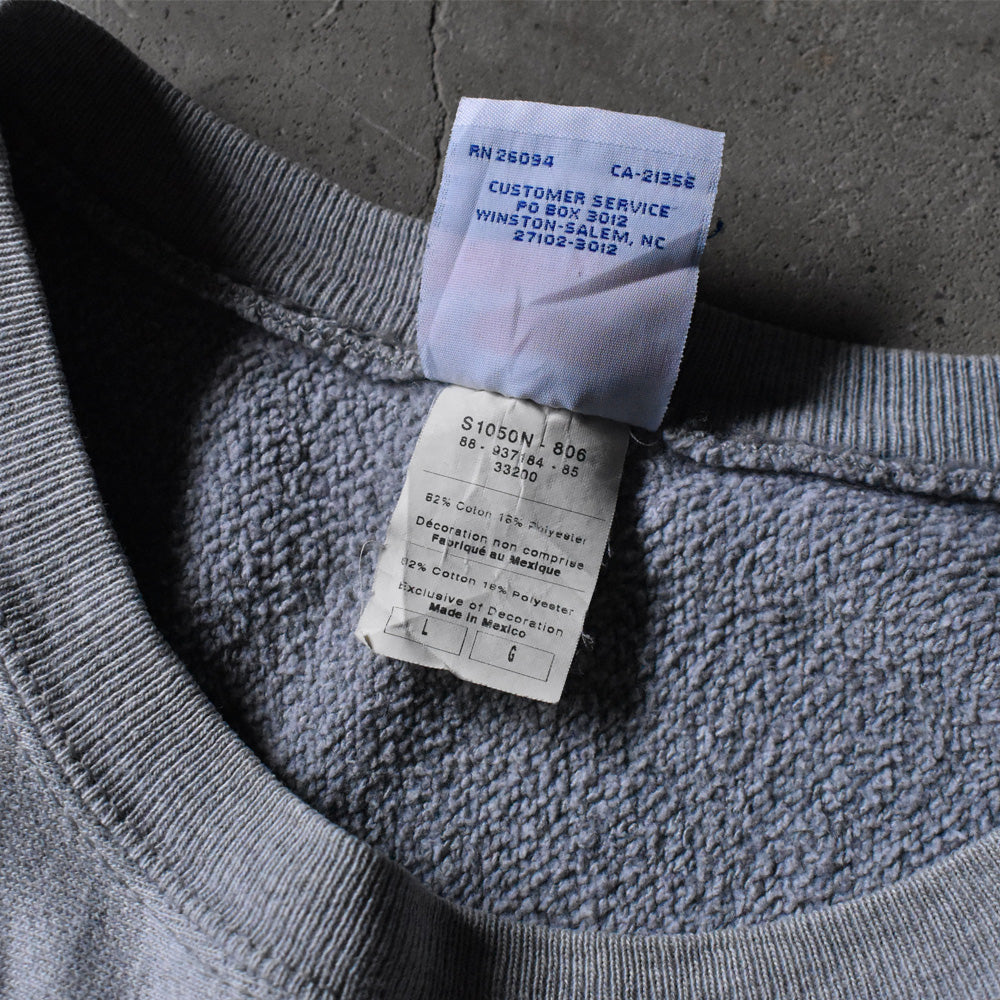 RN 26094 CA-21356
CUSTOMER SERVICE
PO BOX 3012
WINSTON-SALEM, NC
27102-3012
S1050N - 806
88 - 937184 - 85
33200
82% Coton 18% Polyester
Décoration non comprise
Fabriqué au Mexique
82% Cotton 18% Polyester
Exclusive of Decoration
Made in Mexico
L G